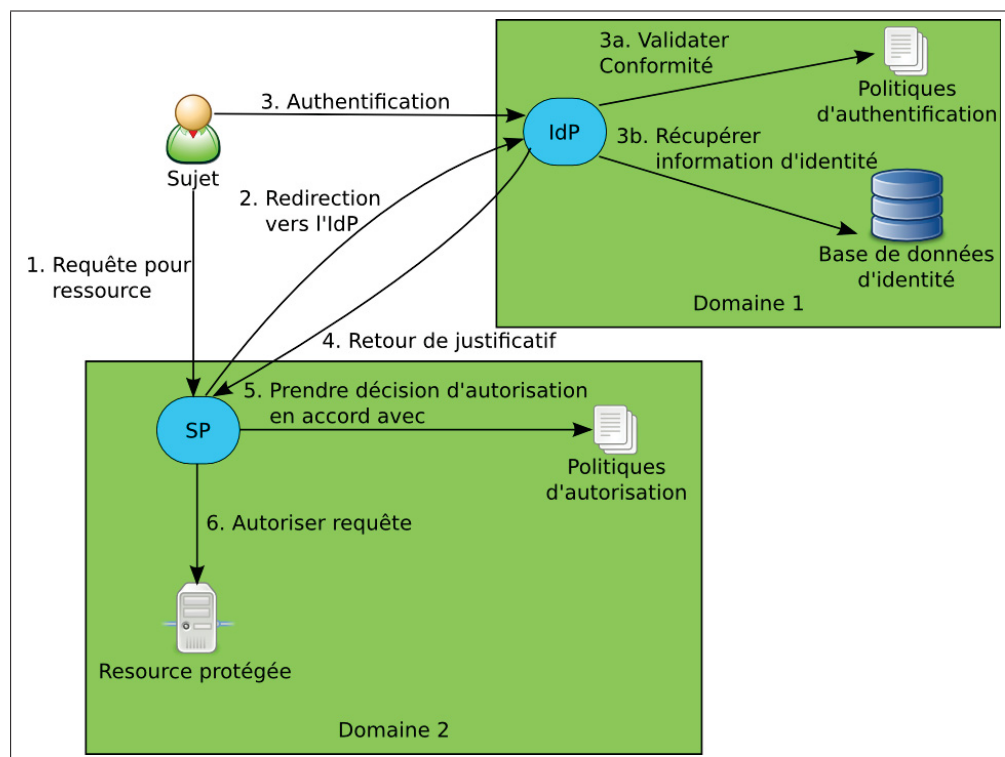 3a. Validater
Conformité
Politiques
d'authentification
3. Authentification
IdP
3b. Récupérer
information d'identité
Sujet
2. Redirection
vers l'IdP
Base de données
d'identité
1. Requête pour
ressource
Domaine 1
4. Retour de justificatif
5. Prendre décision d'autorisation
en accord avec
SP
Politiques
d'autorisation
6. Autoriser requête
Resource protégée
Domaine 2